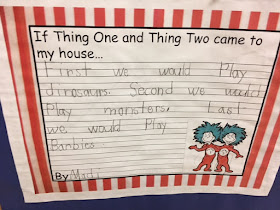 If Thing One and Thing Two came to
my house...
First we would Play
dinosaurs. Second we would
Play monsters. Last
we would Play
Barbies
By Madi